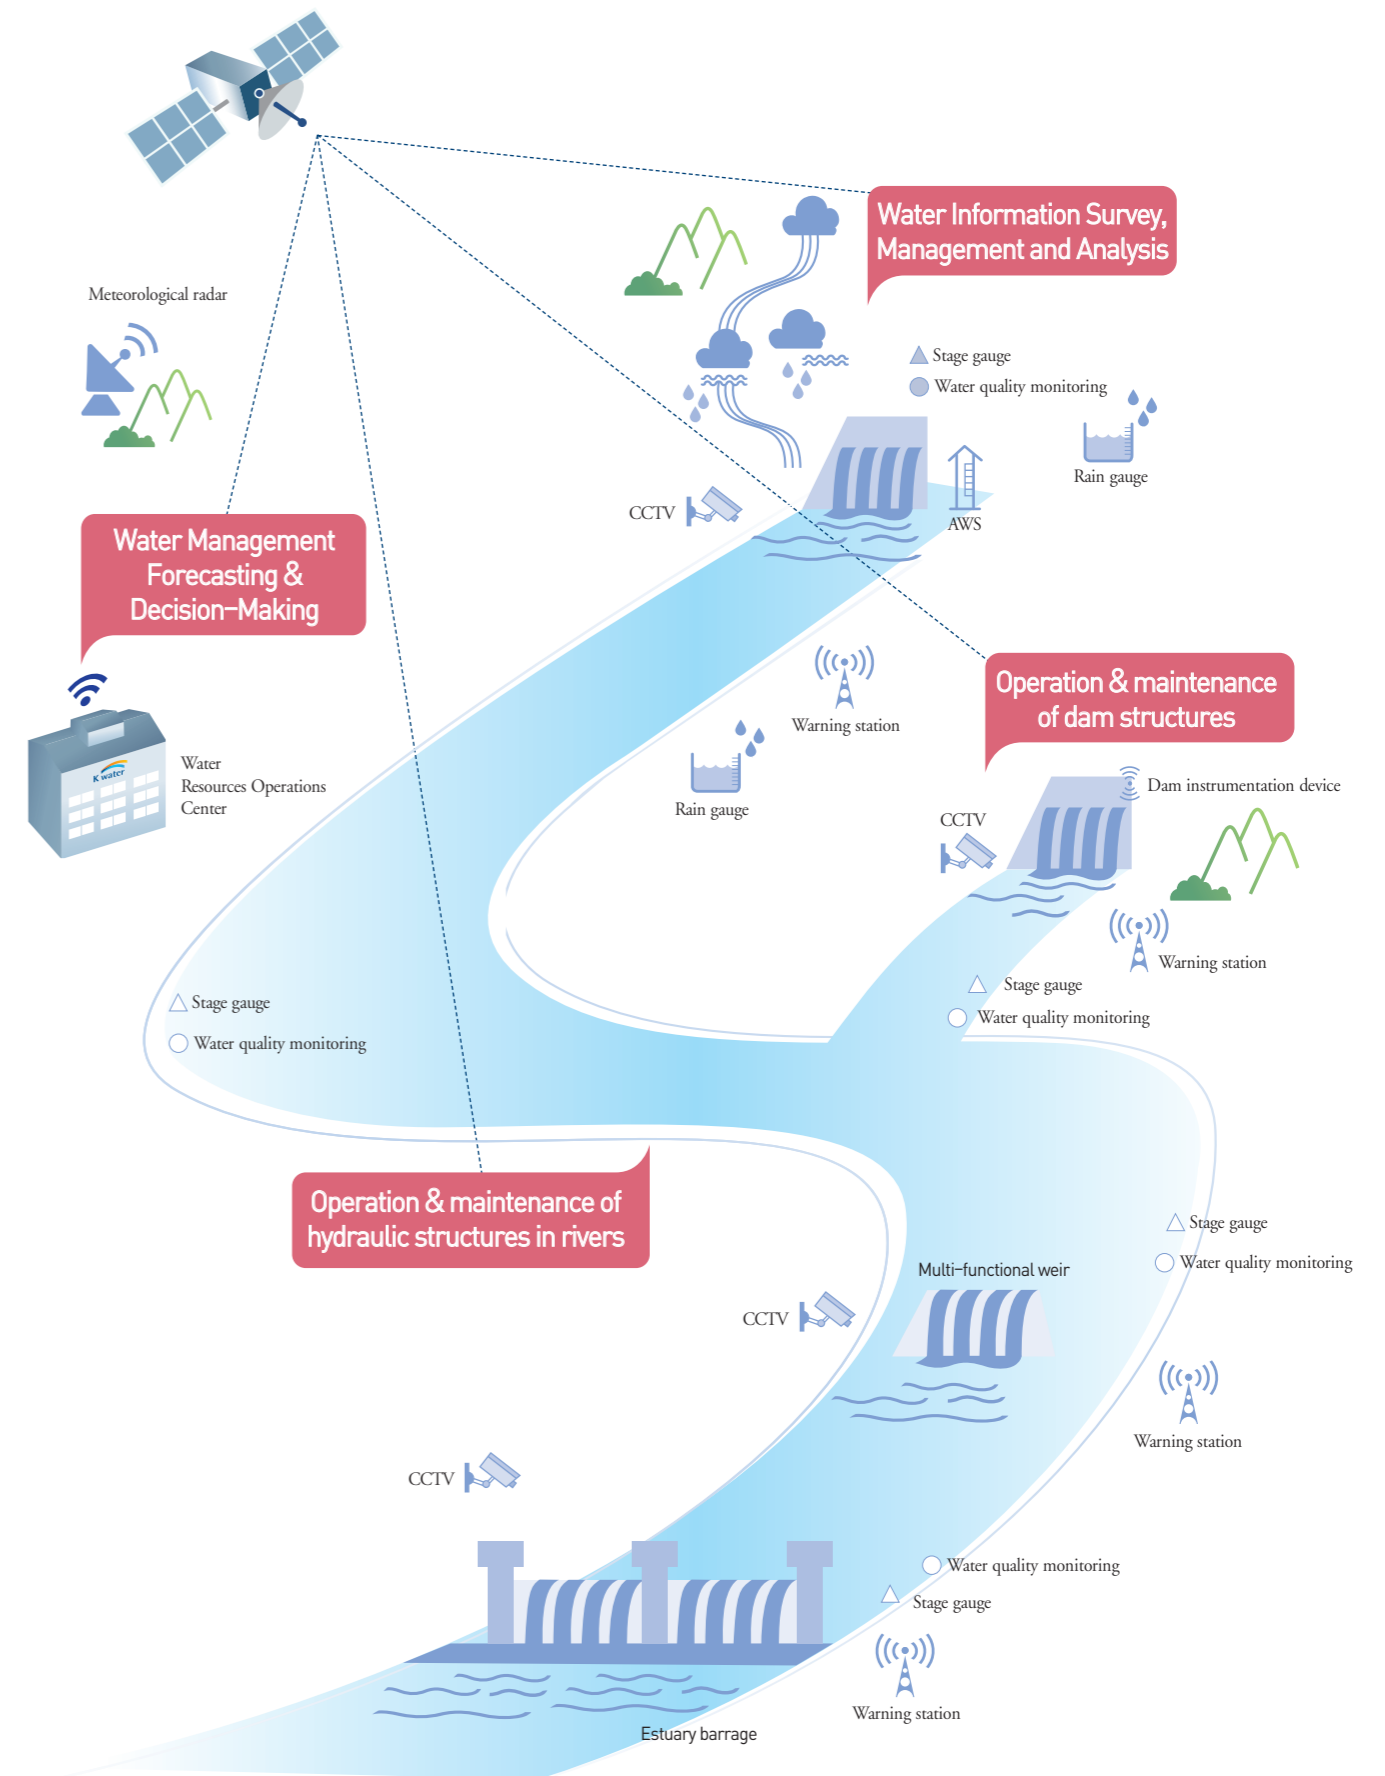 Water Information Survey,
Management and Analysis
Meteorological radar
Stage gauge
Water quality monitoring
Rain gauge
CCTV
AWS
Water Management
Forecasting &
Decision-Making
Warning station
Operation & maintenance
of dam structures
K water
Water
Resources Operations
Center
Rain gauge
Dam instrumentation device
CCTV
Warning station
Stage gauge
Water quality monitoring
Stage gauge
Water quality monitoring
Operation & maintenance of
hydraulic structures in rivers
Stage gauge
Water quality monitoring
Multi-functional weir
CCTV
Warning station
CCTV
Water quality monitoring
Stage gauge
Warning station
Estuary barrage